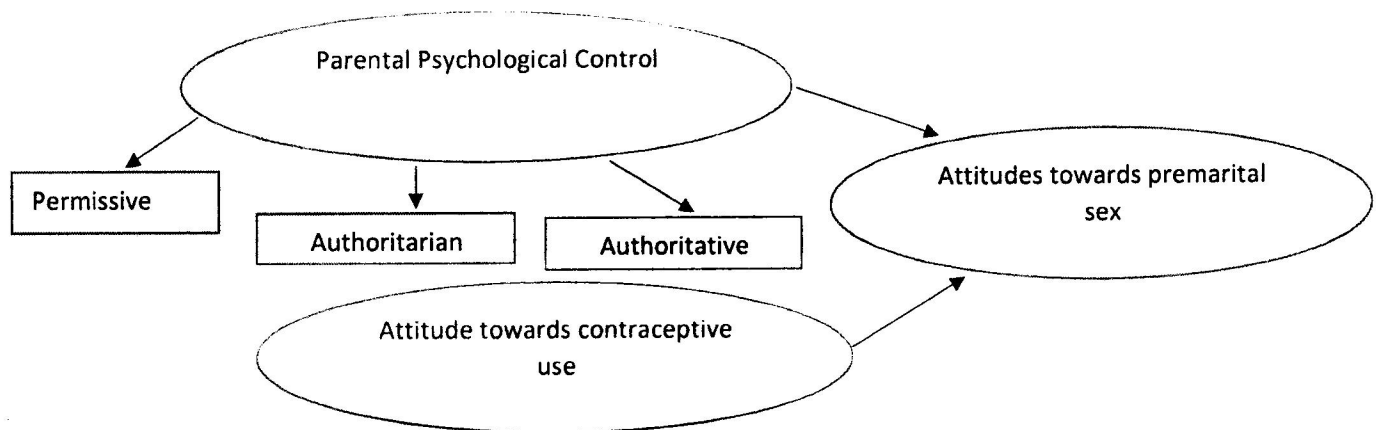 Parental Psychological Control
Permissive
Authoritarian
Authoritative
Attitudes towards premarital
sex
Attitude towards contraceptive
use